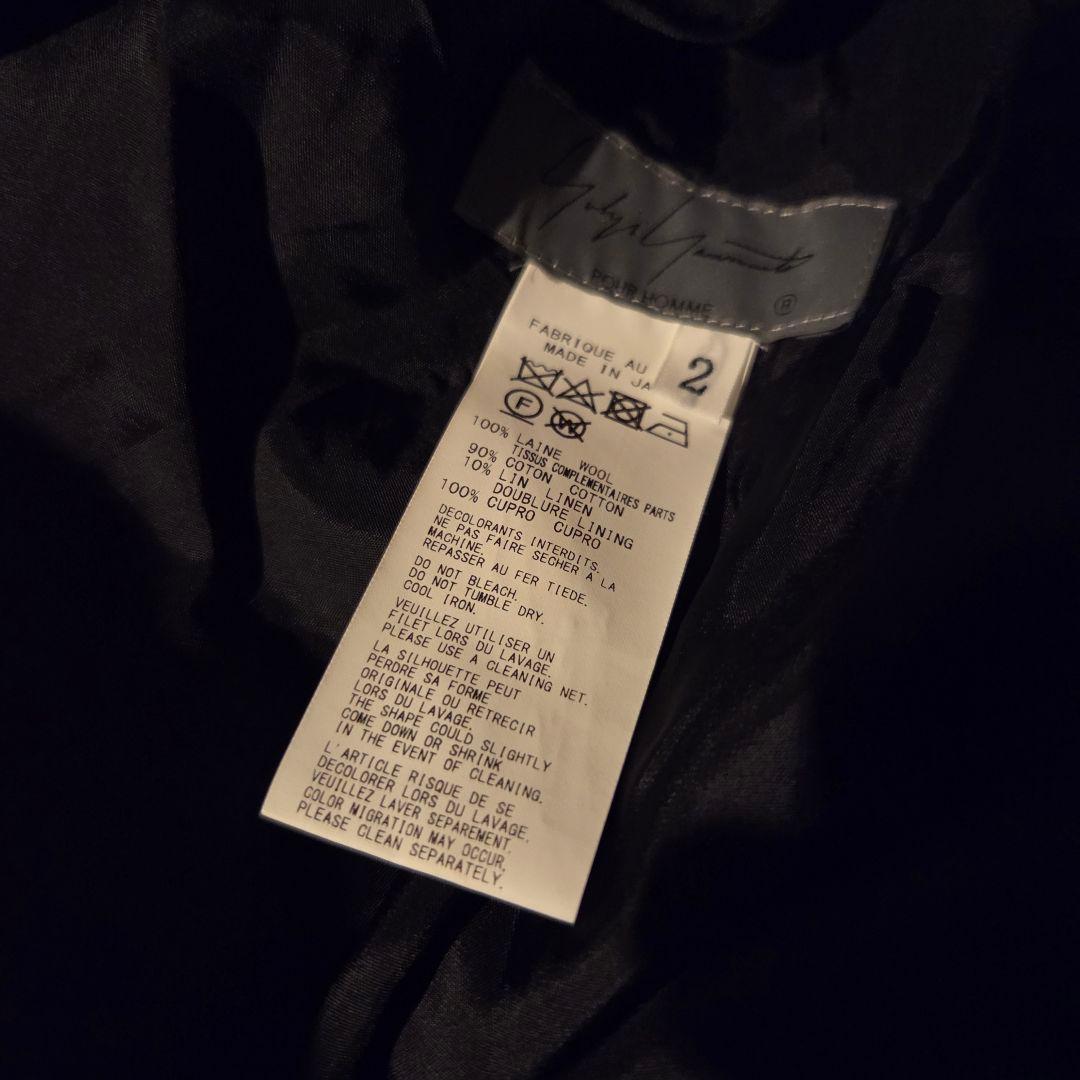 Yohji Yamamoto
POUR HOMME
®
2
FABRIQUE AU
MADE IN JA
F
W
100% LAINE WOOL
TISSUS COMPLEMENTAIRES PARTS
90% COTON COTTON
10% LIN LINEN
DOUBLURE LINING
100% CUPRO CUPRO
DECOLORANTS INTERDITS.
NE PAS FAIRE SECHER A LA
MACHINE.
REPASSER AU FER TIEDE.
DO NOT BLEACH.
DO NOT TUMBLE DRY.
COOL IRON.
VEUILLEZ UTILISER UN
FILET LORS DU LAVAGE.
PLEASE USE A CLEANING NET.
LA SILHOUETTE PEUT
PERDRE SA FORME
ORIGINALE OU RETRECIR
LORS DU LAVAGE.
THE SHAPE COULD SLIGHTLY
COME DOWN OR SHRINK
IN THE EVENT OF CLEANING.
L'ARTICLE RISQUE DE SE
DECOLORER LORS DU LAVAGE.
VEUILLEZ LAVER SEPAREMENT.
COLOR MIGRATION MAY OCCUR,
PLEASE CLEAN SEPARATELY.